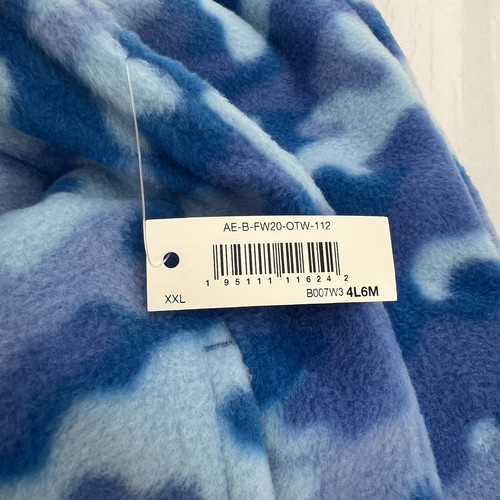 AE-B-FW20-OTW-112
1 95111 11624 2
XXL B007W3 4L6M